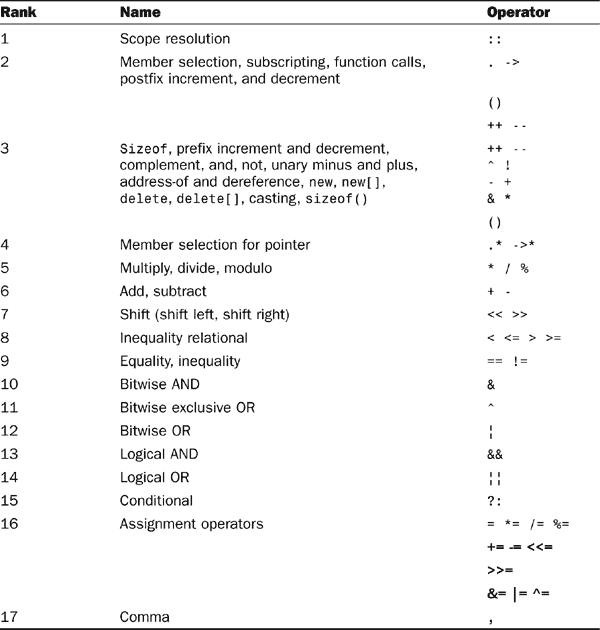 Rank Name Operator
1 Scope resolution ::
2 Member selection, subscripting, function calls, . ->
postfix increment, and decrement
()
++ --
3 Sizeof, prefix increment and decrement, ++ --
complement, and, not, unary minus and plus, ^ !
address-of and dereference, new, new[], - +
delete, delete[], casting, sizeof() & *
()
4 Member selection for pointer .* ->*
5 Multiply, divide, modulo * / %
6 Add, subtract + -
7 Shift (shift left, shift right) << >>
8 Inequality relational < <= > >=
9 Equality, inequality == !=
10 Bitwise AND &
11 Bitwise exclusive OR ^
12 Bitwise OR ¦
13 Logical AND &&
14 Logical OR ¦¦
15 Conditional ?:
16 Assignment operators = *= /= %=
+= -= <<=
>>=
&= |= ^=
17 Comma ,